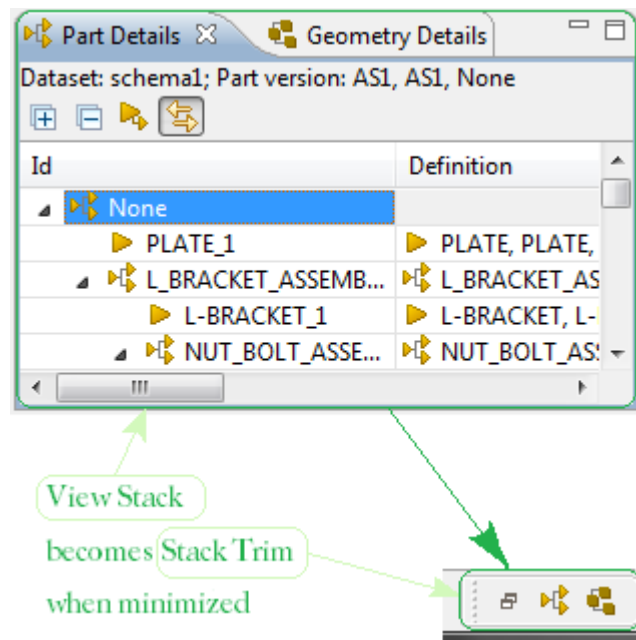 Part Details Geometry Details
Dataset: schema1; Part version: AS1, AS1, None
Id Definition
None
PLATE_1 PLATE, PLATE,
L_BRACKET_ASSEMB... L_BRACKET_AS
L-BRACKET_1 L-BRACKET, L-
NUT_BOLT_ASSE... NUT_BOLT_AS
View Stack
becomes Stack Trim
when minimized